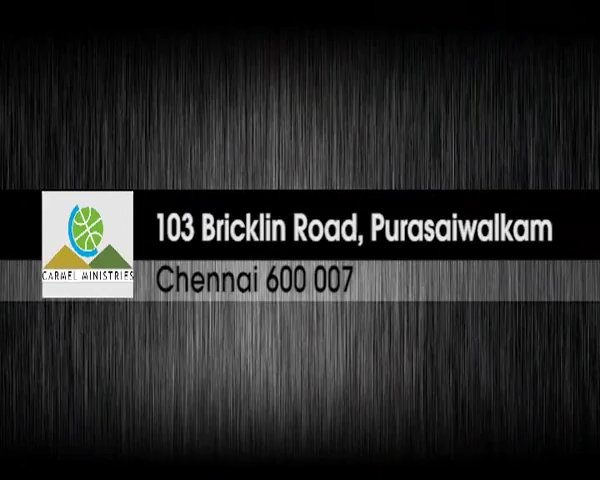 103 Bricklin Road, Purasaiwalkam
Chennai 600 007
CARMEL MINISTRIES